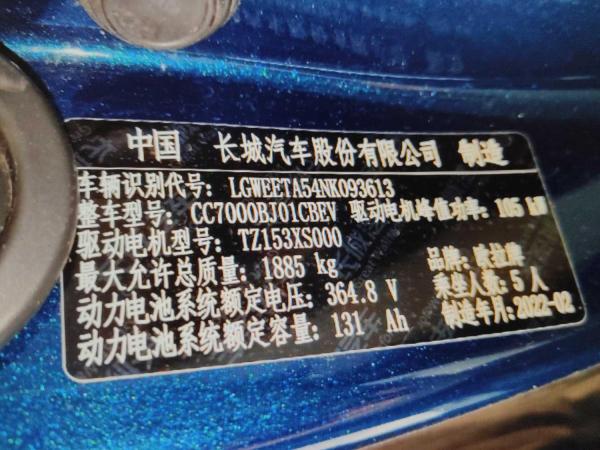 中国 长城汽车股份有限公司 制造
车辆识别代号: LGWEETA54NK093613
整车型号: CC7000BJ01CBEV 驱动电机峰值功率: 105 kW
驱动电机型号: TZ153XS000
最大允许总质量: 1885 kg 品牌: 欧拉牌
动力电池系统额定电压: 364.8 V 乘坐人数: 5 人
动力电池系统额定容量: 131 Ah 制造年月: 2022-02